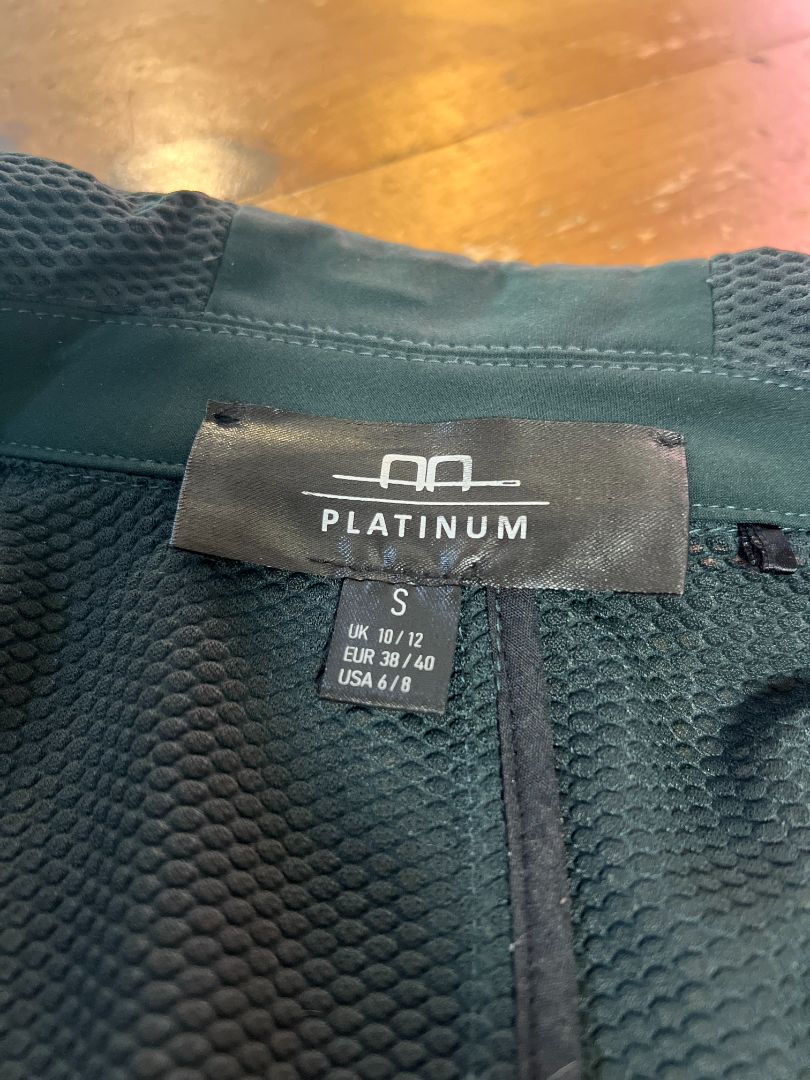 PLATINUM
S
UK 10 / 12
EUR 38 / 40
USA 6 / 8